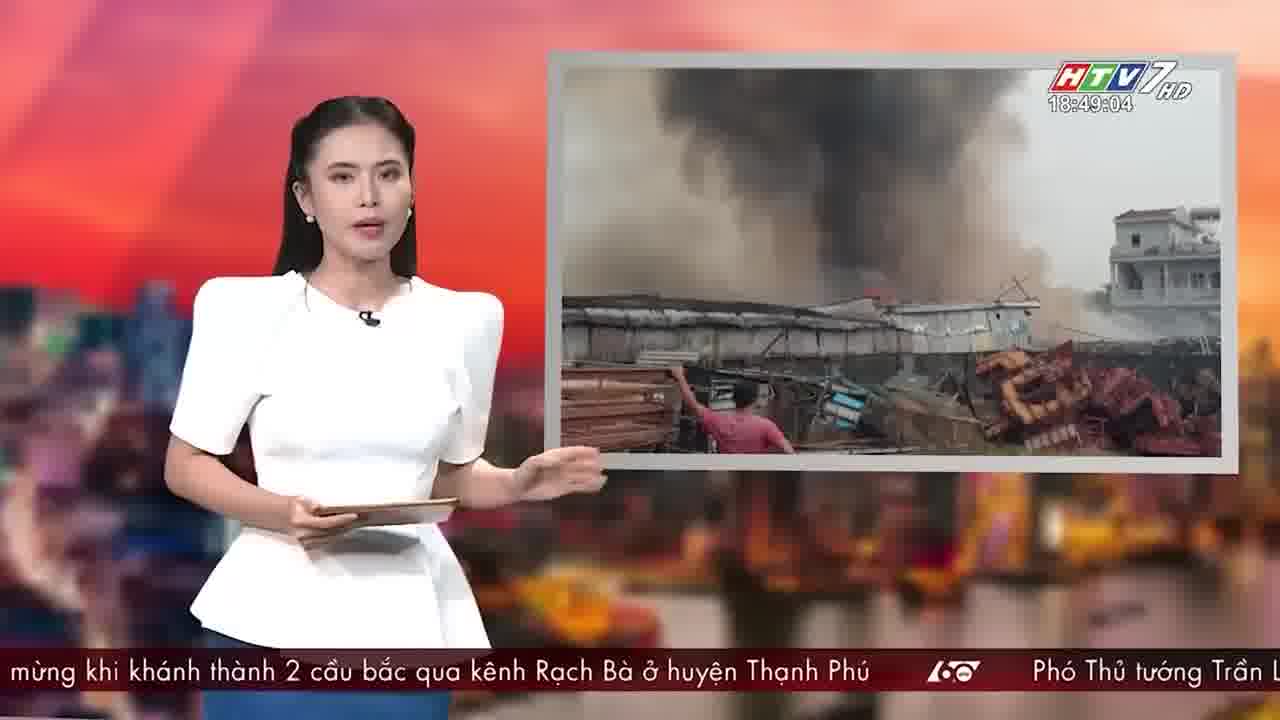 HTV7 HD
18:49:04
mừng khi khánh thành 2 cầu bắc qua kênh Rạch Bà ở huyện Thạnh Phú 60 Phó Thủ tướng Trần L